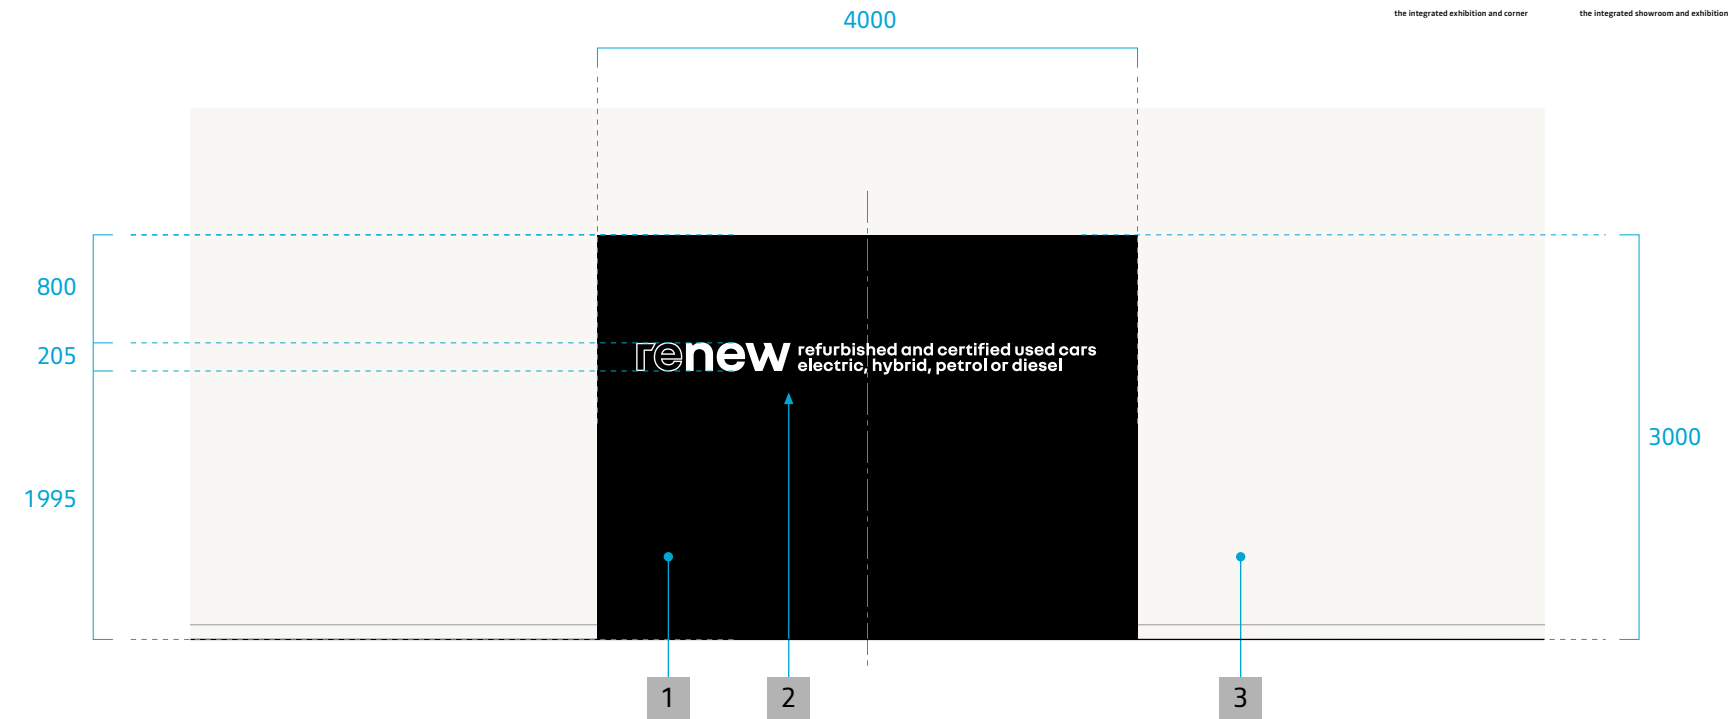 4000
the integrated exhibition and corner
the integrated showroom and exhibition
800
205
1995
renew
refurbished and certified used cars
electric, hybrid, petrol or diesel
3000
1
2
3